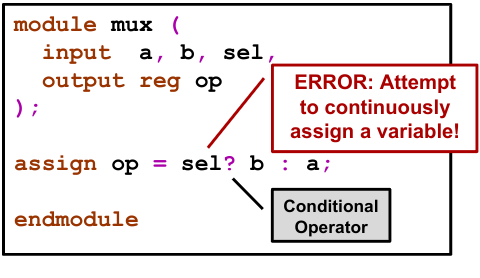 module mux (
input a, b, sel,
output reg op
);
ERROR: Attempt
to continuously
assign a variable!
assign op = sel? b : a;
Conditional
Operator
endmodule